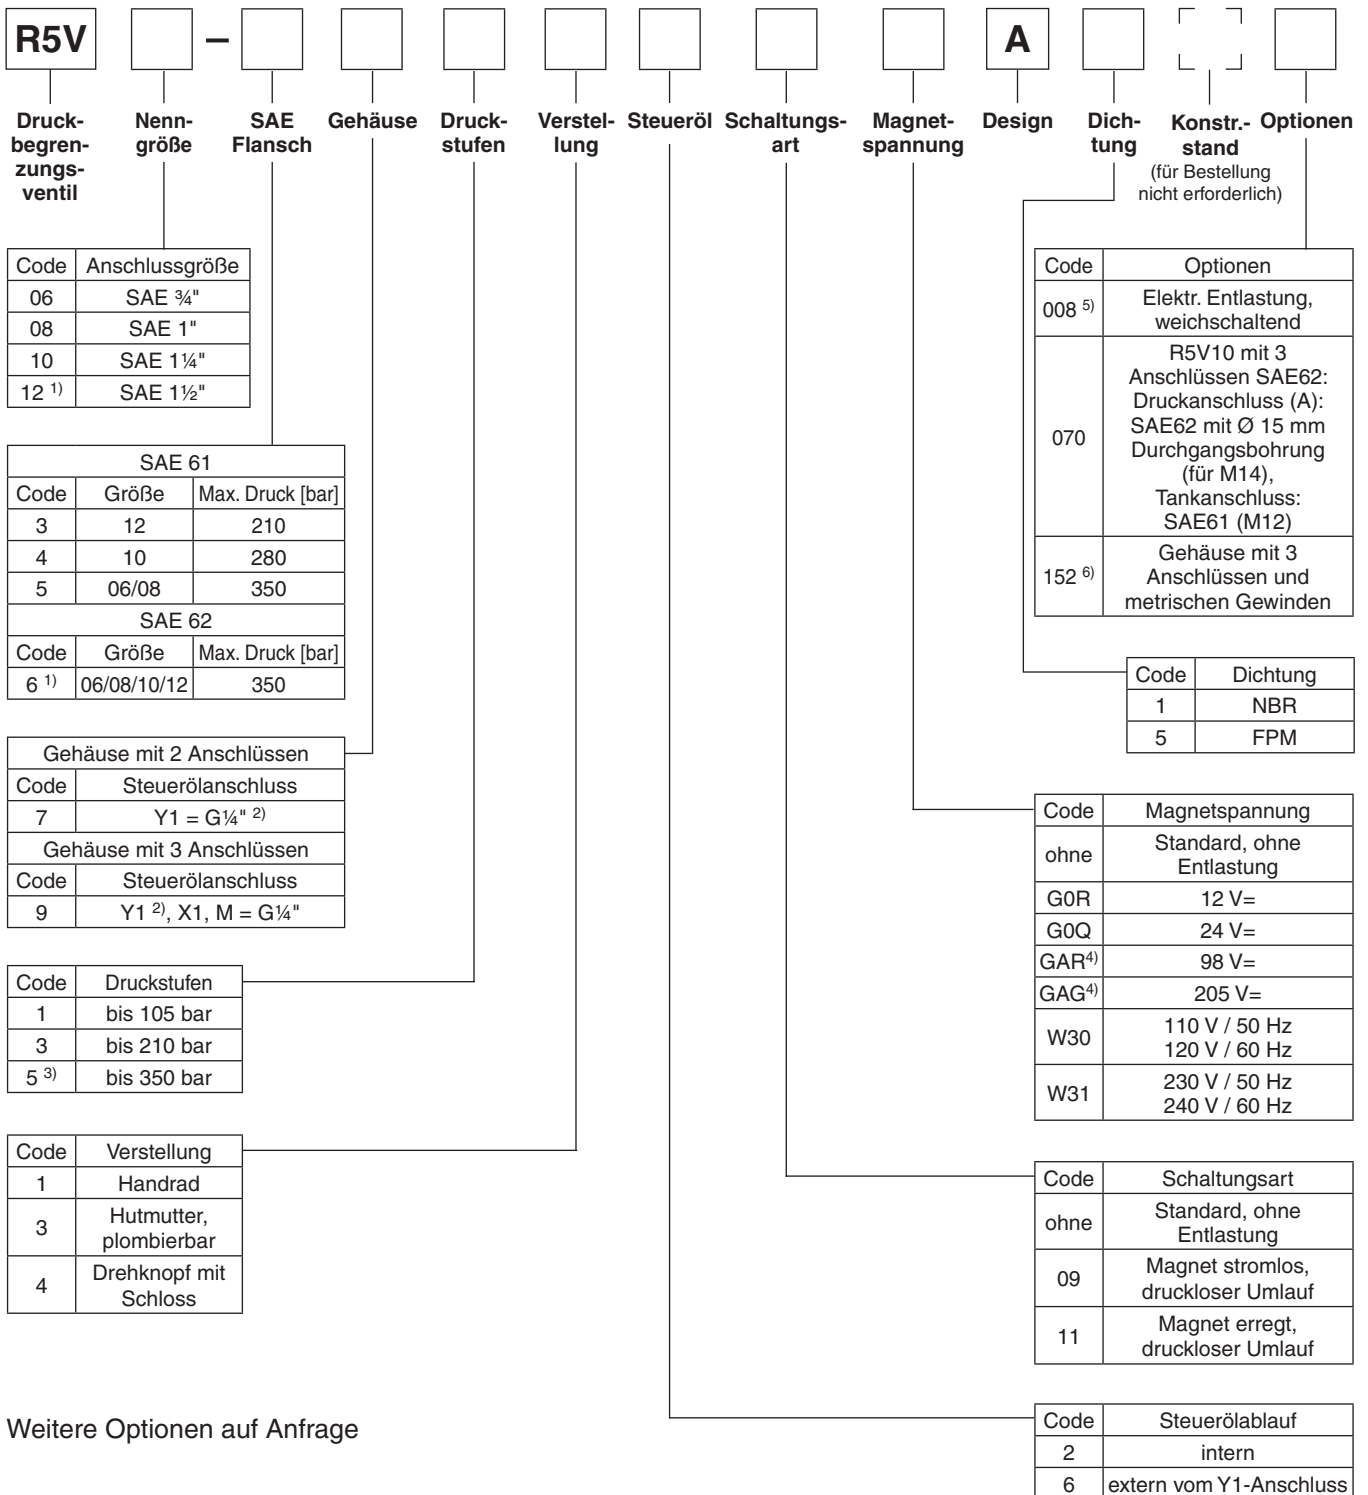 R5V – A
Druck-
begren-
zungs-
ventil
Nenn-
größe
SAE
Flansch
Gehäuse
Druck-
stufen
Verstel-
lung
Steueröl
Schaltungs-
art
Magnet-
spannung
Design
Dich-
tung
Konstr.-
stand
(für Bestellung
nicht erforderlich)
Optionen
Code Anschlussgröße
06 SAE ¾"
08 SAE 1"
10 SAE 1¼"
12 1) SAE 1½"
SAE 61
Code Größe Max. Druck [bar]
3 12 210
4 10 280
5 06/08 350
SAE 62
Code Größe Max. Druck [bar]
6 1) 06/08/10/12 350
Gehäuse mit 2 Anschlüssen
Code Steuerölanschluss
7 Y1 = G¼" 2)
Gehäuse mit 3 Anschlüssen
Code Steuerölanschluss
9 Y1 2), X1, M = G¼"
Code Druckstufen
1 bis 105 bar
3 bis 210 bar
5 3) bis 350 bar
Code Verstellung
1 Handrad
3 Hutmutter,
plombierbar
4 Drehknopf mit
Schloss
Weitere Optionen auf Anfrage
Code Optionen
008 5) Elektr. Entlastung,
weichschaltend
070 R5V10 mit 3
Anschlüssen SAE62:
Druckanschluss (A):
SAE62 mit Ø 15 mm
Durchgangsbohrung
(für M14),
Tankanschluss:
SAE61 (M12)
152 6) Gehäuse mit 3
Anschlüssen und
metrischen Gewinden
Code Dichtung
1 NBR
5 FPM
Code Magnetspannung
ohne Standard, ohne
Entlastung
G0R 12 V=
G0Q 24 V=
GAR4) 98 V=
GAG4) 205 V=
W30 110 V / 50 Hz
120 V / 60 Hz
W31 230 V / 50 Hz
240 V / 60 Hz
Code Schaltungsart
ohne Standard, ohne
Entlastung
09 Magnet stromlos,
druckloser Umlauf
11 Magnet erregt,
druckloser Umlauf
Code Steuerölablauf
2 intern
6 extern vom Y1-Anschluss